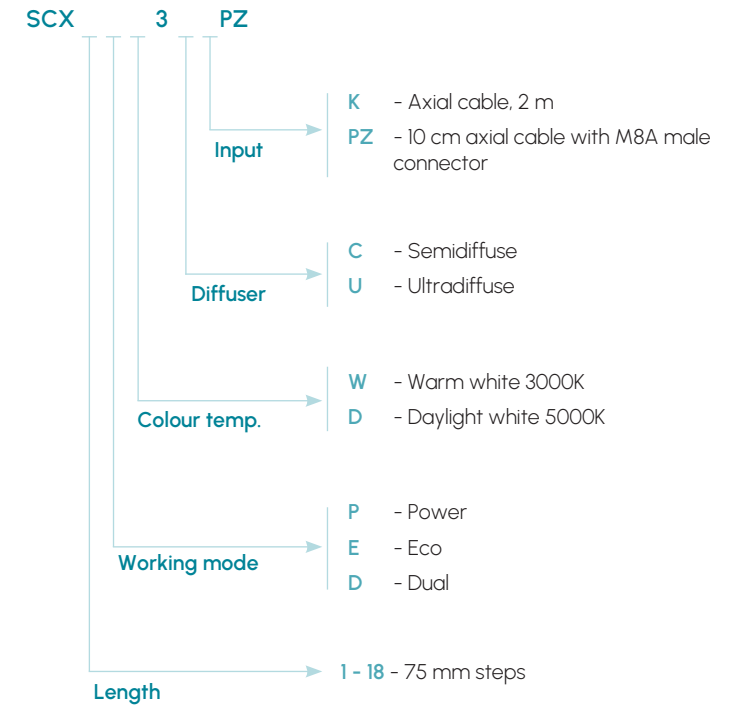 SCX 3 PZ
K - Axial cable, 2 m
PZ - 10 cm axial cable with M8A male
connector
Input
C - Semidiffuse
U - Ultradiffuse
Diffuser
W - Warm white 3000K
D - Daylight white 5000K
Colour temp.
P - Power
E - Eco
D - Dual
Working mode
1 - 18 - 75 mm steps
Length